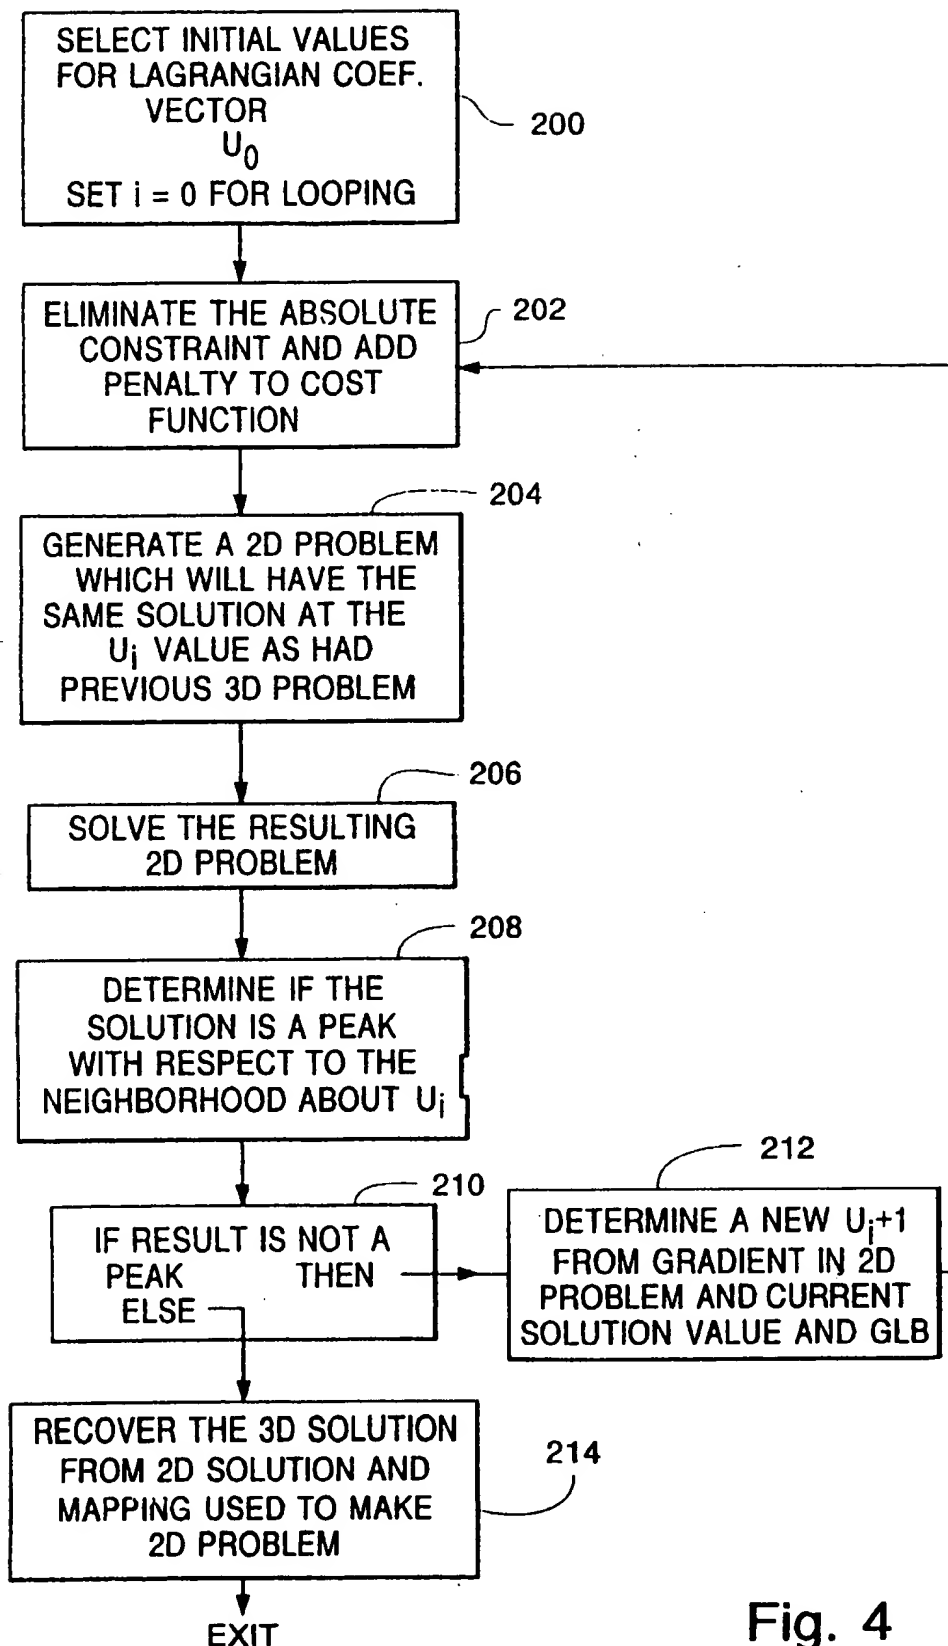 SELECT INITIAL VALUES
FOR LAGRANGIAN COEF.
VECTOR
U0
SET i = 0 FOR LOOPING
200
ELIMINATE THE ABSOLUTE
CONSTRAINT AND ADD
PENALTY TO COST
FUNCTION
202
204
GENERATE A 2D PROBLEM
WHICH WILL HAVE THE
SAME SOLUTION AT THE
Ui VALUE AS HAD
PREVIOUS 3D PROBLEM
206
SOLVE THE RESULTING
2D PROBLEM
208
DETERMINE IF THE
SOLUTION IS A PEAK
WITH RESPECT TO THE
NEIGHBORHOOD ABOUT Ui
210
IF RESULT IS NOT A
PEAK THEN
ELSE
212
DETERMINE A NEW Ui+1
FROM GRADIENT IN 2D
PROBLEM AND CURRENT
SOLUTION VALUE AND GLB
RECOVER THE 3D SOLUTION
FROM 2D SOLUTION AND
MAPPING USED TO MAKE
2D PROBLEM
214
EXIT
Fig. 4